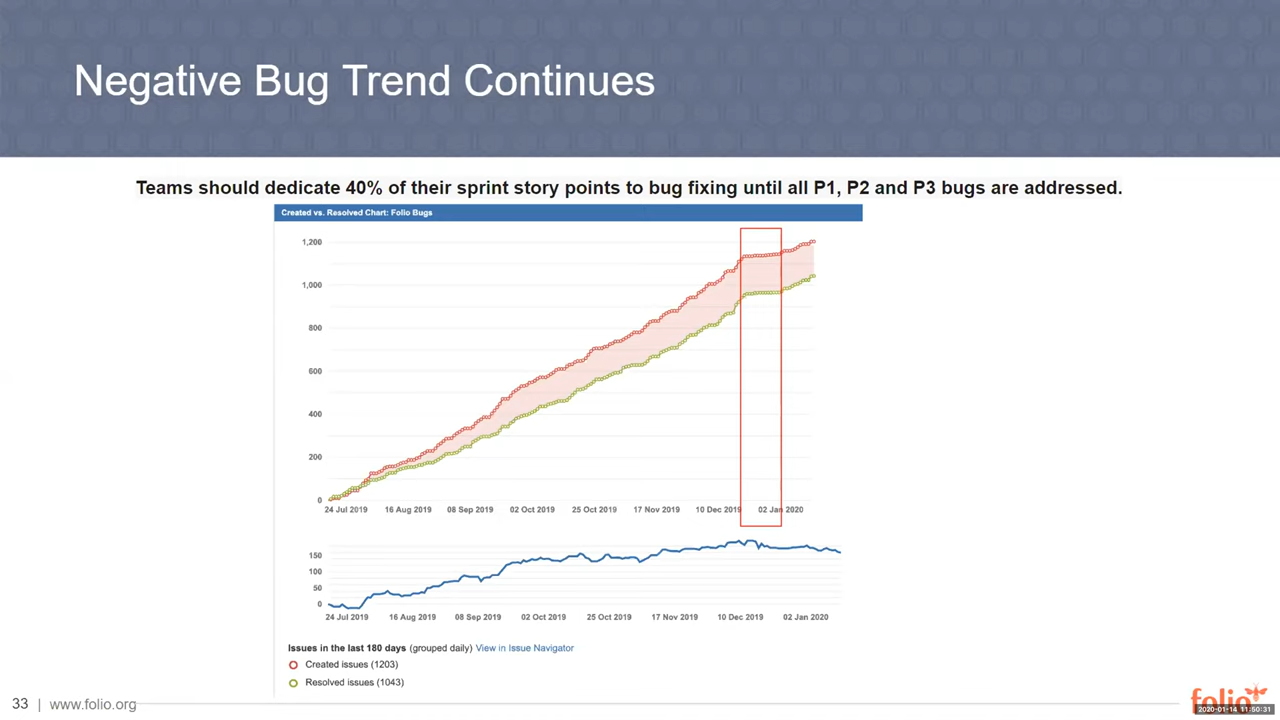 Negative Bug Trend Continues
Teams should dedicate 40% of their sprint story points to bug fixing until all P1, P2 and P3 bugs are addressed.
Created vs. Resolved Chart: Folio Bugs
1,200
1,000
800
600
400
200
0
24 Jul 2019 16 Aug 2019 08 Sep 2019 02 Oct 2019 25 Oct 2019 17 Nov 2019 10 Dec 2019 02 Jan 2020
150
100
50
0
24 Jul 2019 16 Aug 2019 08 Sep 2019 02 Oct 2019 25 Oct 2019 17 Nov 2019 10 Dec 2019 02 Jan 2020
Issues in the last 180 days (grouped daily) View in Issue Navigator
Created issues (1203)
Resolved issues (1043)
33 | www.folio.org
folio
2020-01-14 11:50:31